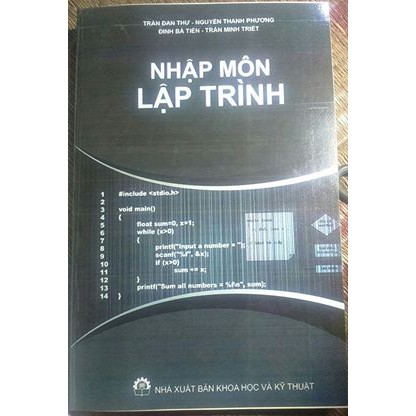 TRẦN ĐAN THƯ - NGUYỄN THANH PHƯƠNG
ĐINH BÁ TIẾN - TRẦN MINH TRIẾT
NHẬP MÔN
LẬP TRÌNH
1 #include <stdio.h>
2
3 void main()
4 {
5 float sum=0, x=1;
6 while (x>0)
7 {
8 printf("Input a number = ");
9 scanf("%f", &x);
10 if (x>0)
11 sum += x;
12 }
13 printf("Sum all numbers = %f\n", sum);
14 }
NHÀ XUẤT BẢN KHOA HỌC VÀ KỸ THUẬT